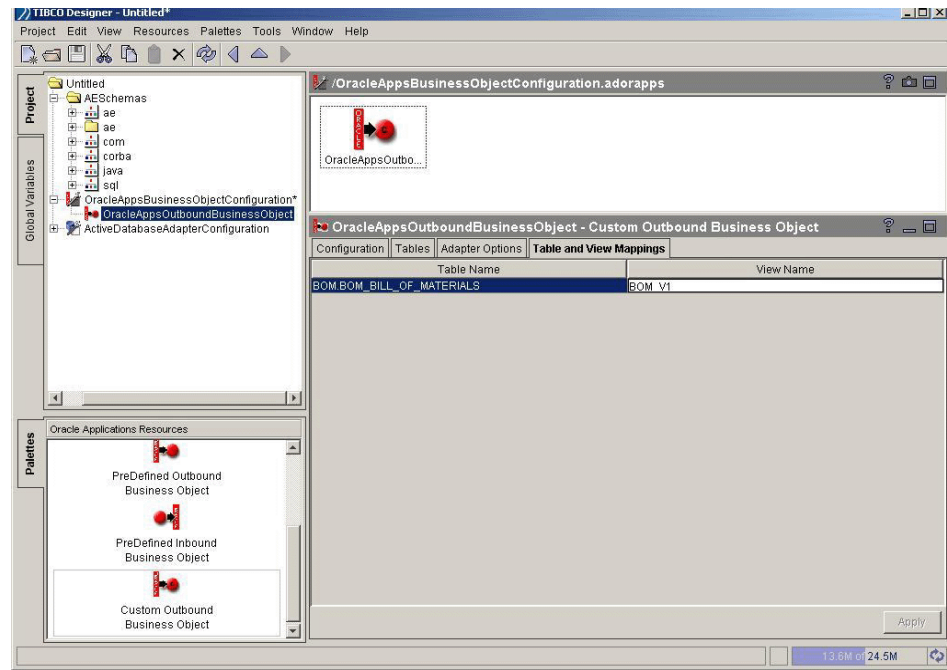 TIBCO Designer - Untitled*
Project Edit View Resources Palettes Tools Window Help
Project
Global Variables
Untitled
AESchemas
ae
ae
com
corba
java
sql
OracleAppsBusinessObjectConfiguration*
OracleAppsOutboundBusinessObject
ActiveDatabaseAdapterConfiguration
/OracleAppsBusinessObjectConfiguration.adorapps
ORACLE
OracleAppsOutbo...
OracleAppsOutboundBusinessObject - Custom Outbound Business Object
Configuration Tables Adapter Options Table and View Mappings
Table Name View Name
BOM.BOM_BILL_OF_MATERIALS BOM_V1
Palettes
Oracle Applications Resources
PreDefined Outbound
Business Object
PreDefined Inbound
Business Object
Custom Outbound
Business Object
Apply
13.6M of 24.5M